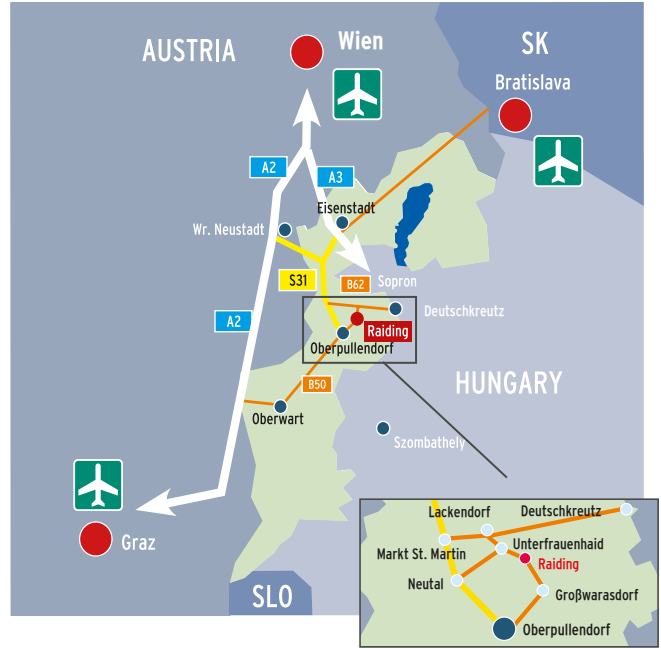 AUSTRIA
Wien
SK
Bratislava
A2
A3
Eisenstadt
Wr. Neustadt
S31
B62
Sopron
Deutschkreutz
A2
Raiding
Oberpullendorf
B50
HUNGARY
Oberwart
Szombathely
Graz
SLO
Lackendorf
Deutschkreutz
Markt St. Martin
Unterfrauenhaid
Raiding
Neutal
Großwarasdorf
Oberpullendorf